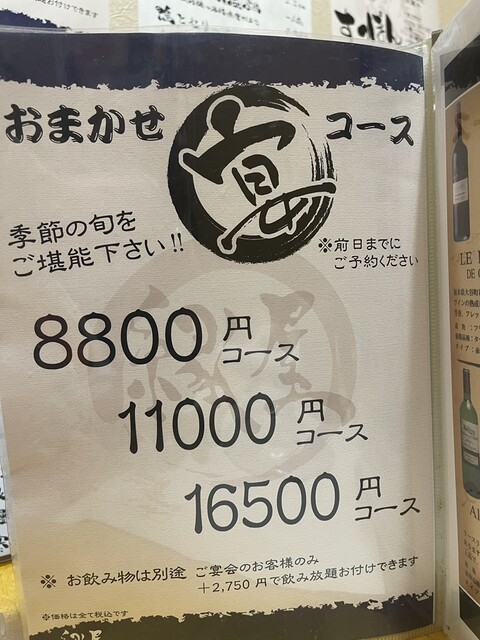 おまかせ 宴 コース
季節の旬を
ご堪能下さい!!
※前日までに
ご予約ください
8800円コース
11000円コース
16500円コース
※ お飲み物は別途 ご宴会のお客様のみ
+2,750円で飲み放題お付けできます
※価格は全て税込です